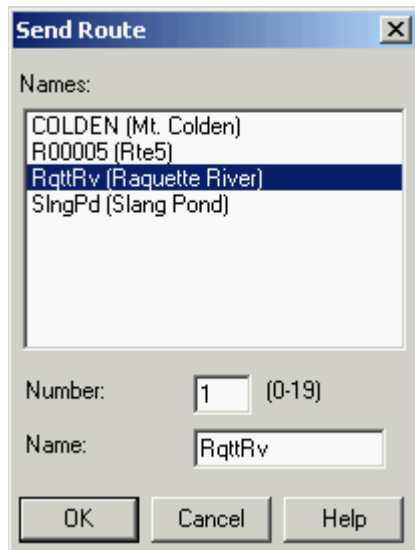 Send Route
Names:
COLDEN (Mt. Colden)
R00005 (Rte5)
RqttRv (Raquette River)
SlngPd (Slang Pond)
Number: 1 (0-19)
Name: RqttRv
OK Cancel Help